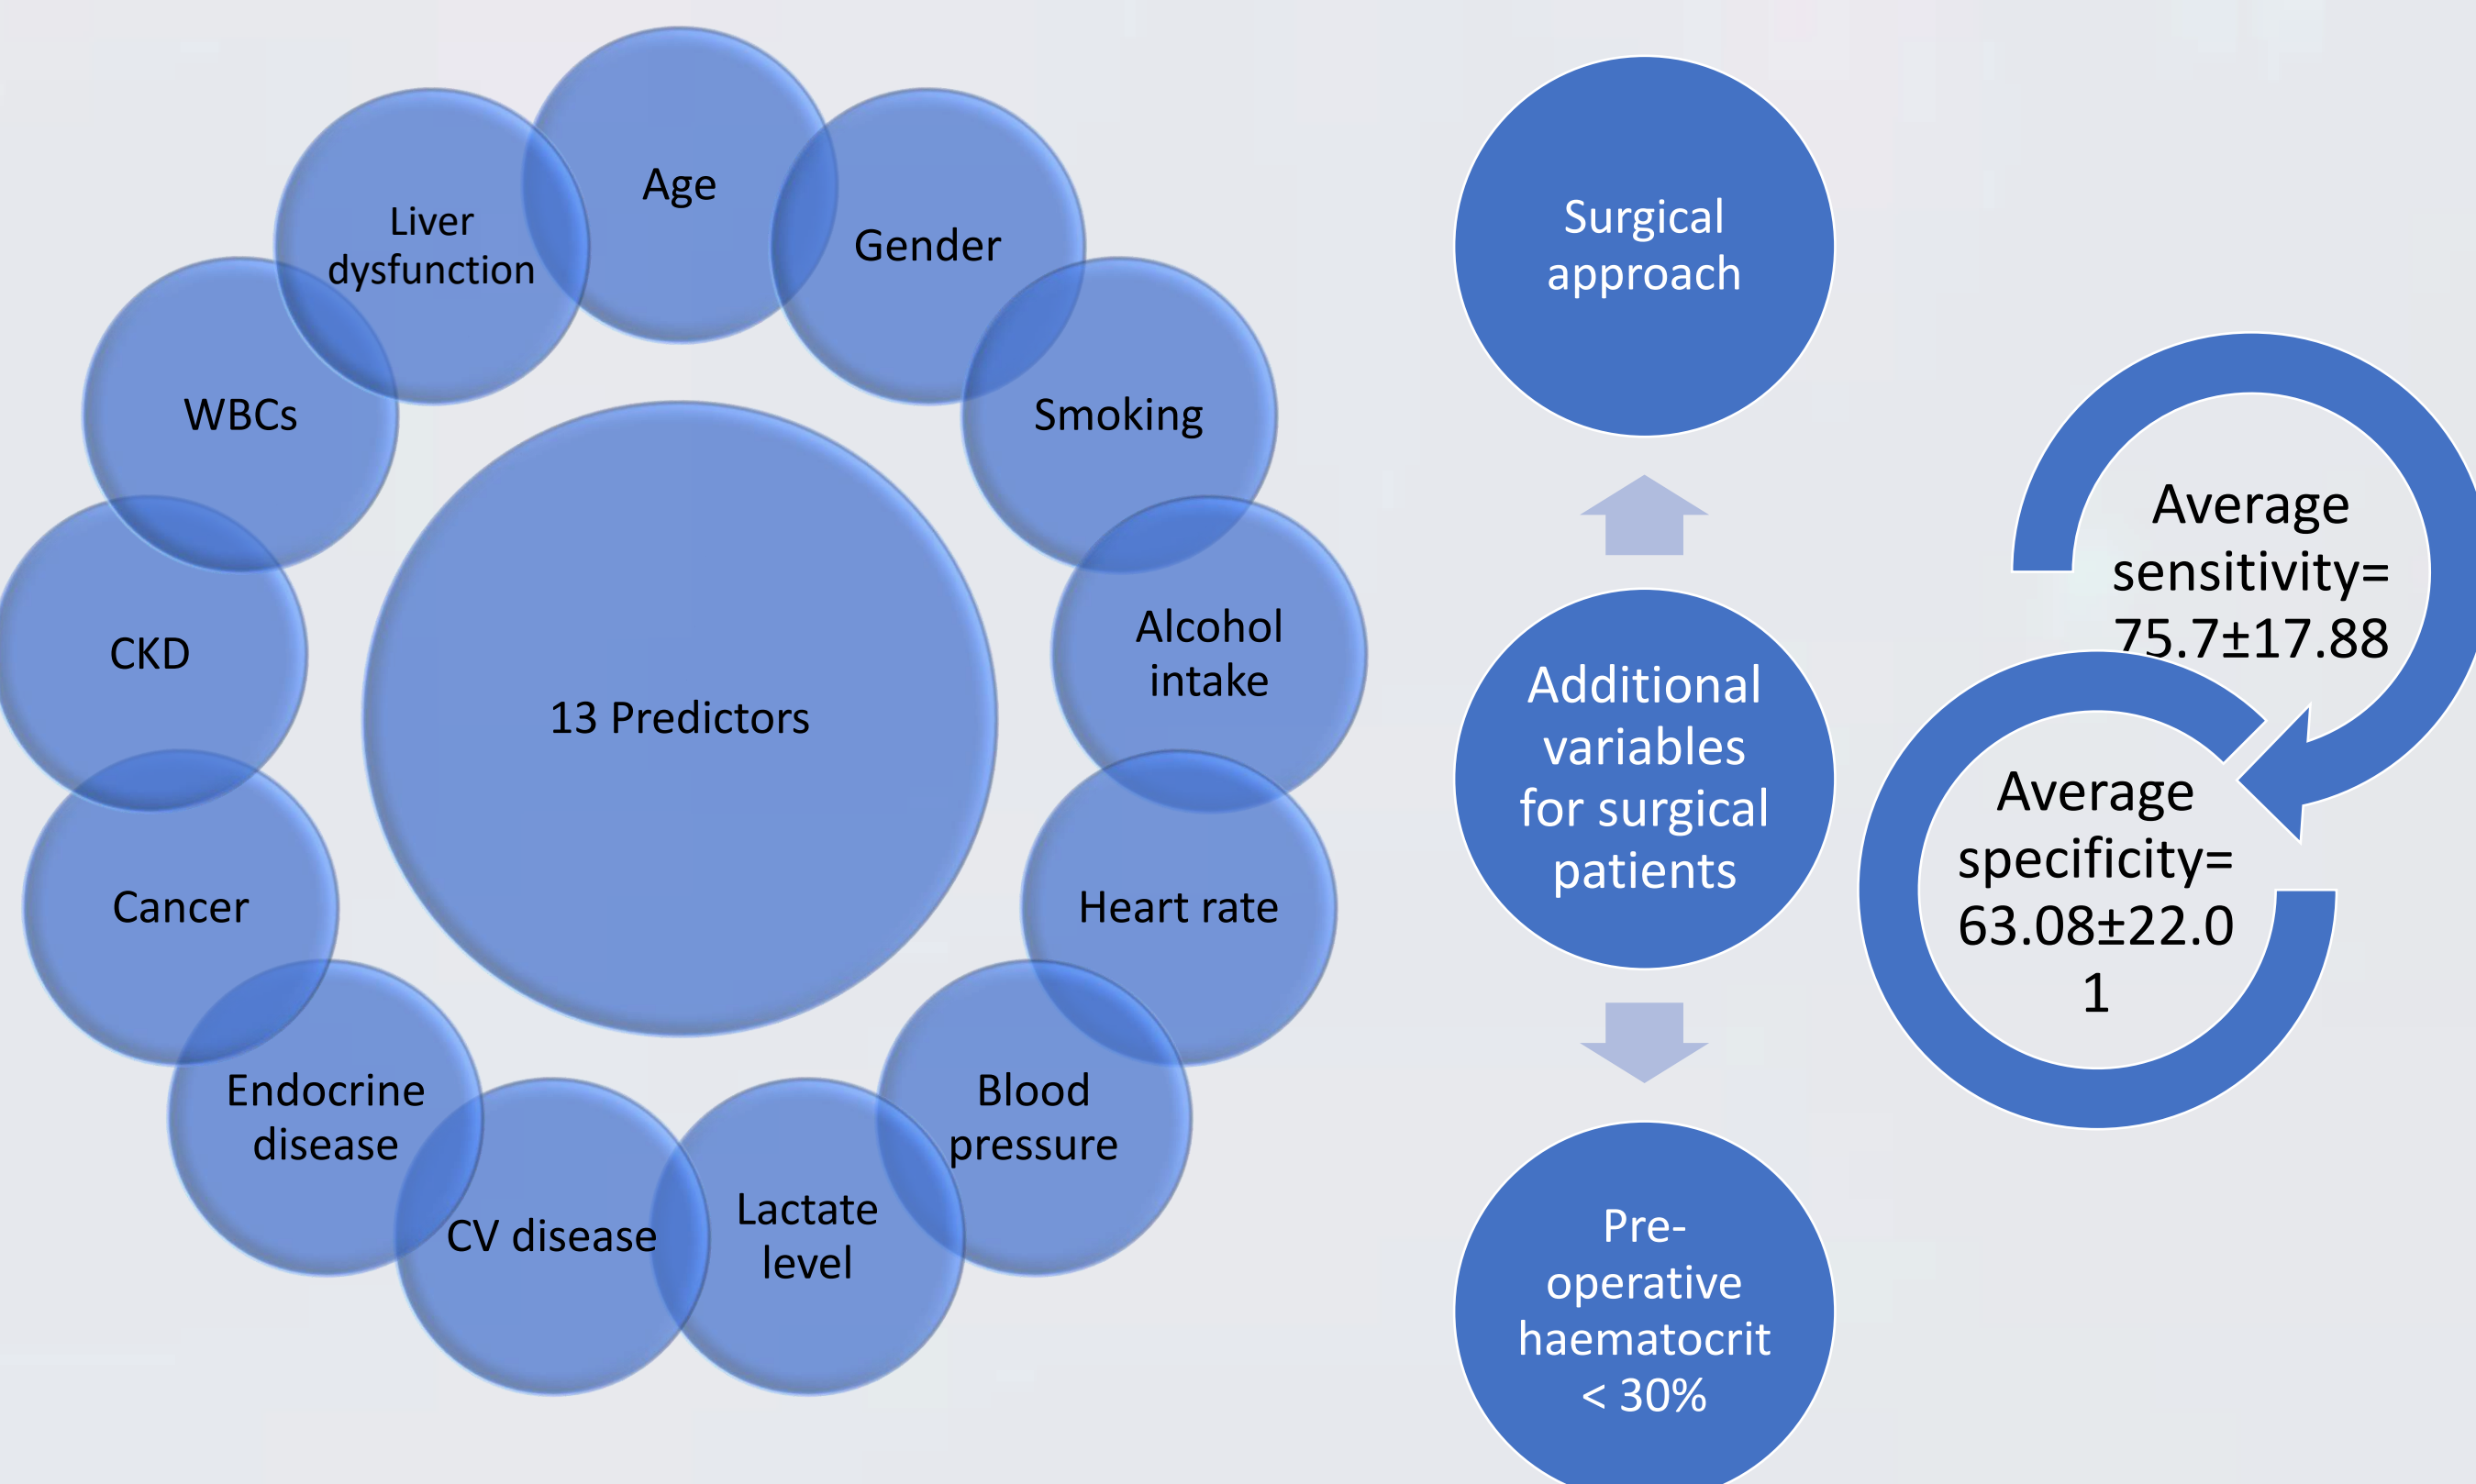 Age
Gender
Smoking
Alcohol
intake
Heart rate
Blood
pressure
Lactate
level
CV disease
Endocrine
disease
Cancer
CKD
WBCs
Liver
dysfunction
13 Predictors
Surgical
approach
Additional
variables
for surgical
patients
Pre-
operative
haematocrit
< 30%
Average
sensitivity=
75.7±17.88
Average
specificity=
63.08±22.0
1